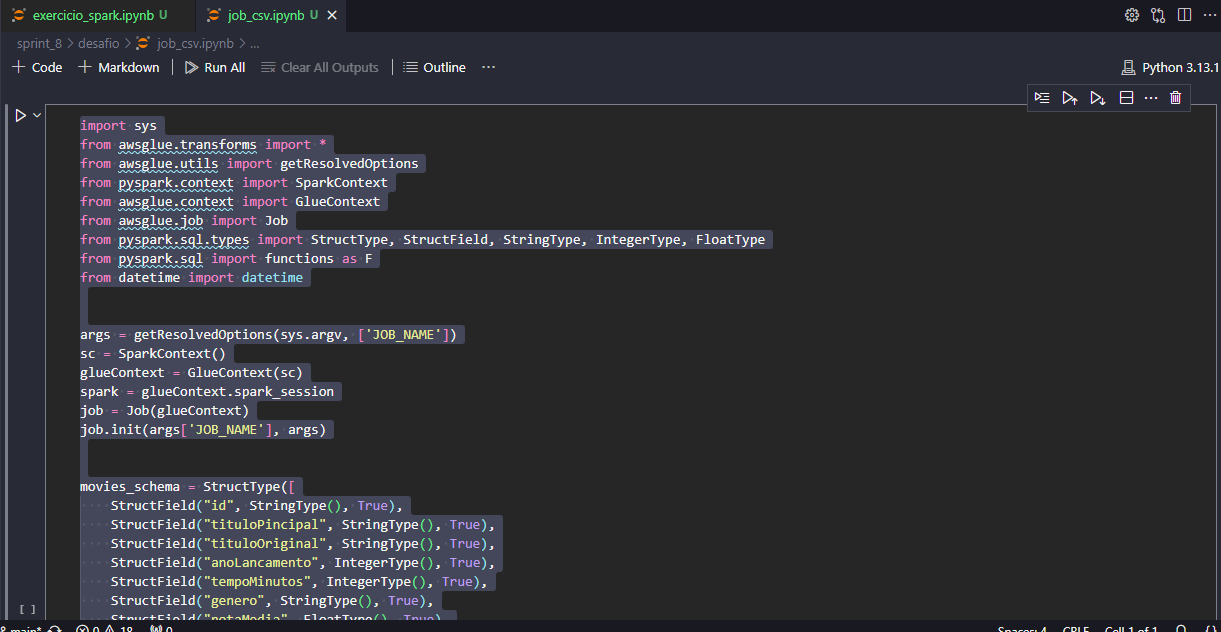 exercicio_spark.ipynb U
job_csv.ipynb U
sprint_8 > desafio > job_csv.ipynb > ...
+ Code + Markdown Run All Clear All Outputs Outline ...
Python 3.13.1
import sys
from awsglue.transforms import *
from awsglue.utils import getResolvedOptions
from pyspark.context import SparkContext
from awsglue.context import GlueContext
from awsglue.job import Job
from pyspark.sql.types import StructType, StructField, StringType, IntegerType, FloatType
from pyspark.sql import functions as F
from datetime import datetime
args = getResolvedOptions(sys.argv, ['JOB_NAME'])
sc = SparkContext()
glueContext = GlueContext(sc)
spark = glueContext.spark_session
job = Job(glueContext)
job.init(args['JOB_NAME'], args)
movies_schema = StructType([
StructField("id", StringType(), True),
StructField("tituloPincipal", StringType(), True),
StructField("tituloOriginal", StringType(), True),
StructField("anoLancamento", IntegerType(), True),
StructField("tempoMinutos", IntegerType(), True),
StructField("genero", StringType(), True),
StructField("notaMedia", FloatType(), True),
[ ]
main* 0 18 0 Spaces: 4 CRLF Cell 1 of 1